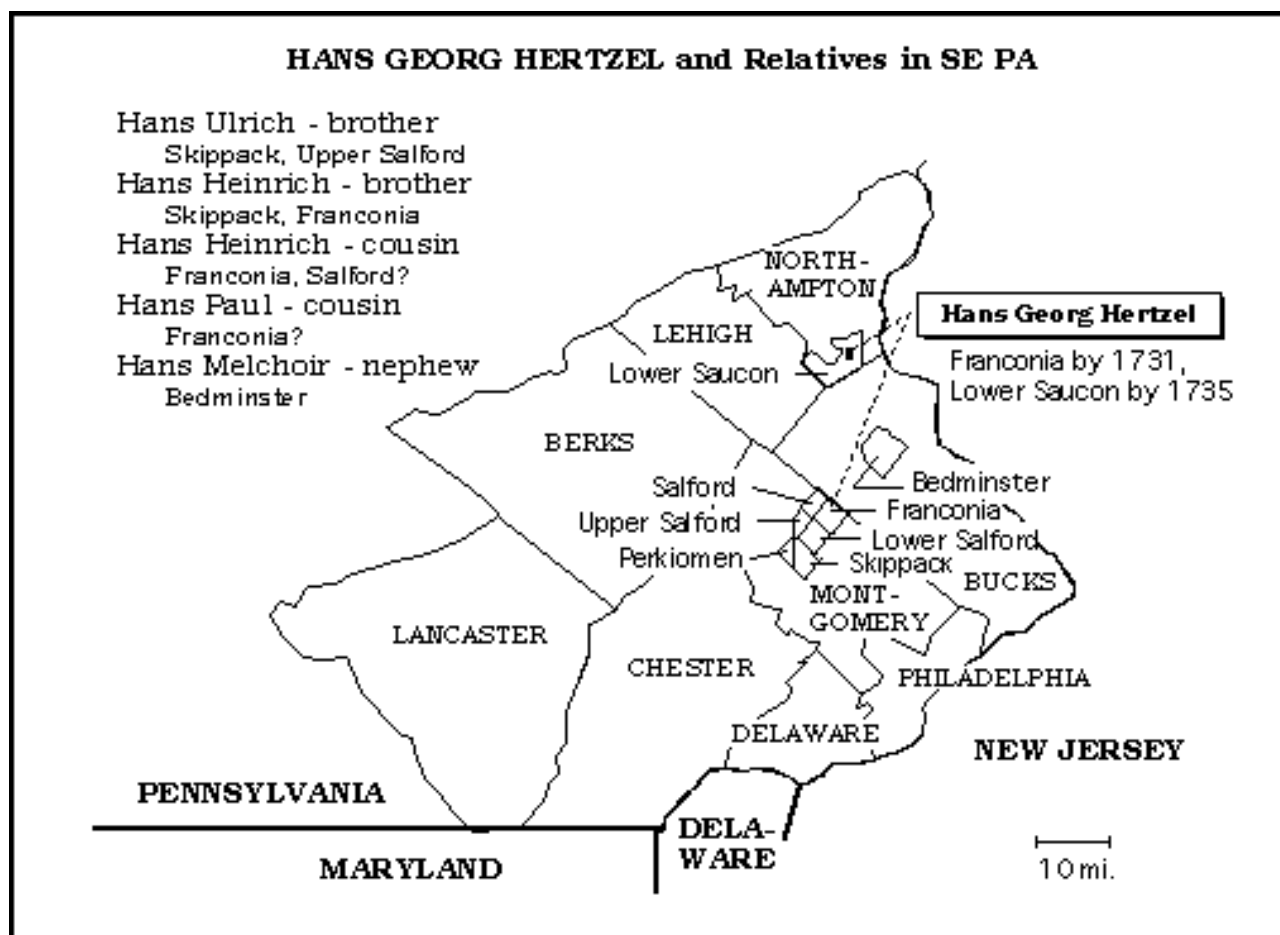 HANS GEORG HERTZEL and Relatives in SE PA
Hans Ulrich - brother
Skippack, Upper Salford
Hans Heinrich - brother
Skippack, Franconia
Hans Heinrich - cousin
Franconia, Salford?
Hans Paul - cousin
Franconia?
Hans Melchoir - nephew
Bedminster
NORTH-
AMPTON
Hans Georg Hertzel
Franconia by 1731,
Lower Saucon by 1735
LEHIGH
Lower Saucon
BERKS
Salford
Bedminster
Upper Salford
Franconia
Lower Salford
Perkiomen
Skippack
BUCKS
MONT-
GOMERY
LANCASTER
CHESTER
PHILADELPHIA
DELAWARE
NEW JERSEY
PENNSYLVANIA
DELA-
WARE
MARYLAND
10 mi.